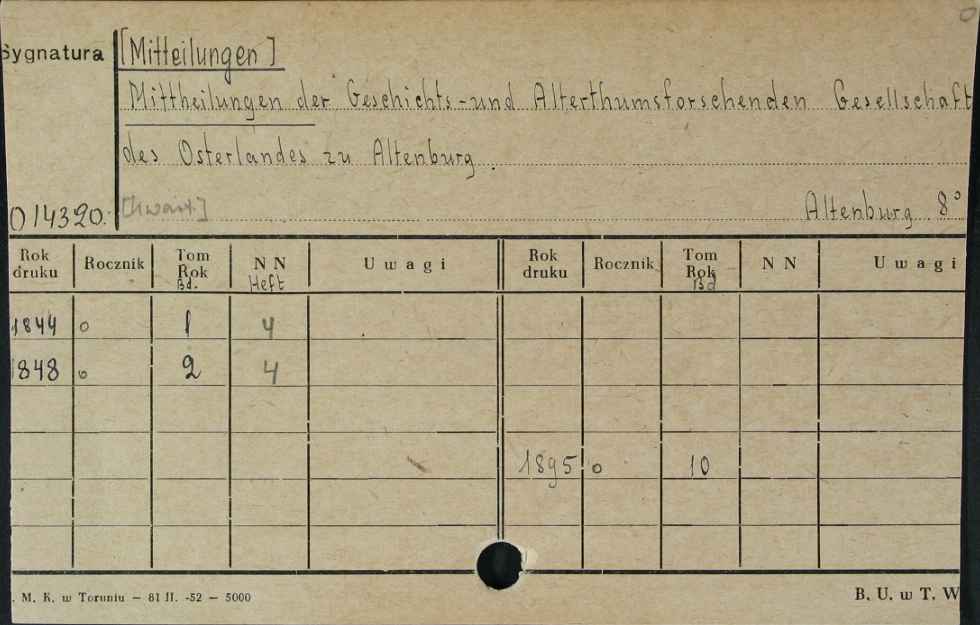 Sygnatura [Mitteilungen]
Mittheilungen der Geschichts-und Alterthumsforschenden Gesellschaft
des Osterlandes zu Altenburg.
014320. [kwart] Altenburg 8°
Rok druku Rocznik Tom Rok Bd. NN Heft Uwagi Rok druku Rocznik Tom Rok Bd NN Uwagi
1844 o 1 4
1848 o 2 4
1895 o 10
. M. K. w Toruniu — 81 II. -52 — 5000 B. U. w T. W